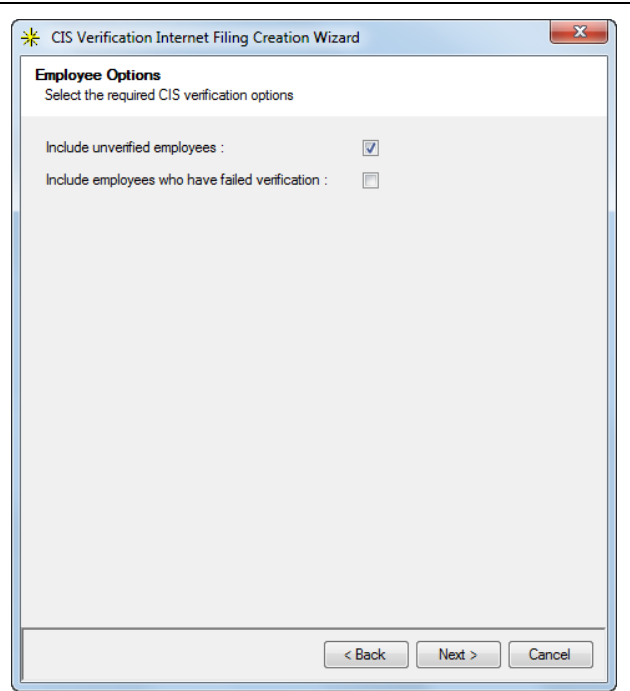 CIS Verification Internet Filing Creation Wizard
Employee Options
Select the required CIS verification options
Include unverified employees :
Include employees who have failed verification :
< Back Next > Cancel